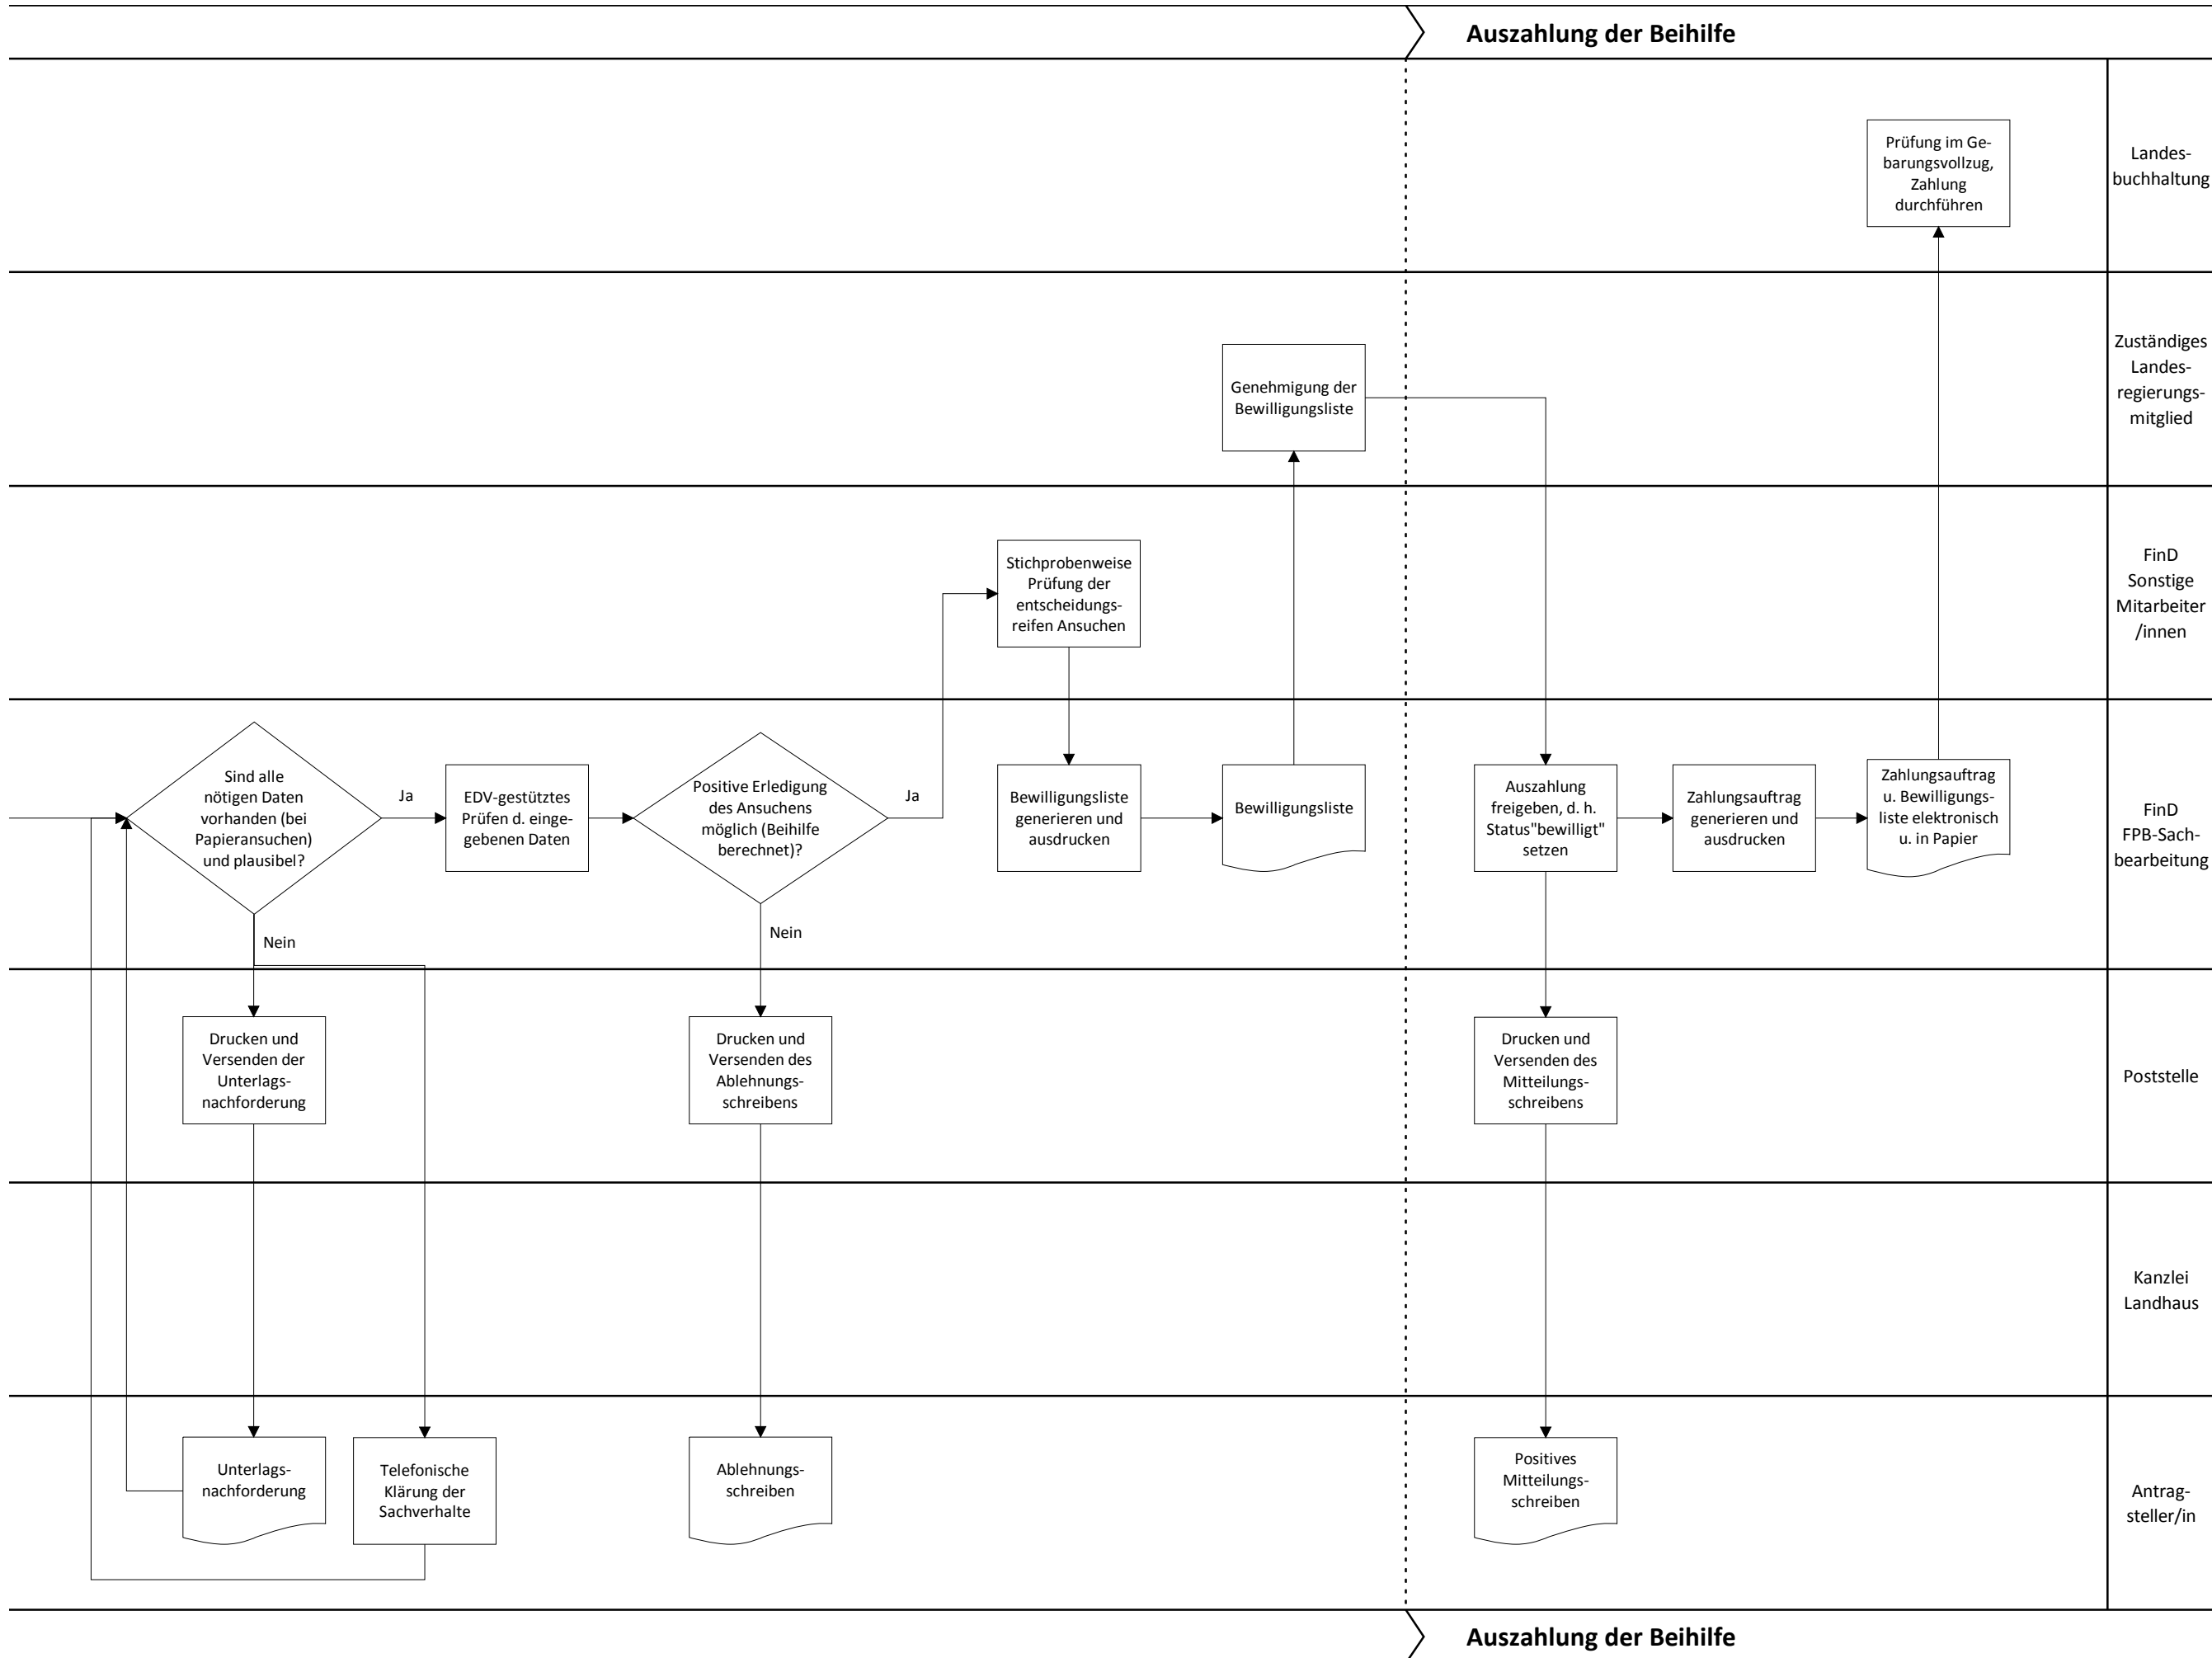 Auszahlung der Beihilfe
Prüfung im Ge-
barungsvollzug,
Zahlung
durchführen
Landes-
buchhaltung
Genehmigung der
Bewilligungsliste
Zuständiges
Landes-
regierungs-
mitglied
Stichprobenweise
Prüfung der
entscheidungs-
reifen Ansuchen
FinD
Sonstige
Mitarbeiter
/innen
Sind alle
nötigen Daten
vorhanden (bei
Papieransuchen)
und plausibel?
Ja
Nein
EDV-gestütztes
Prüfen d. einge-
gebenen Daten
Positive Erledigung
des Ansuchens
möglich (Beihilfe
berechnet)?
Ja
Nein
Bewilligungsliste
generieren und
ausdrucken
Bewilligungsliste
Auszahlung
freigeben, d. h.
Status"bewilligt"
setzen
Zahlungsauftrag
generieren und
ausdrucken
Zahlungsauftrag
u. Bewilligungs-
liste elektronisch
u. in Papier
FinD
FPB-Sach-
bearbeitung
Drucken und
Versenden der
Unterlags-
nachforderung
Drucken und
Versenden des
Ablehnungs-
schreibens
Drucken und
Versenden des
Mitteilungs-
schreibens
Poststelle
Kanzlei
Landhaus
Unterlags-
nachforderung
Telefonische
Klärung der
Sachverhalte
Ablehnungs-
schreiben
Positives
Mitteilungs-
schreiben
Antrag-
steller/in
Auszahlung der Beihilfe